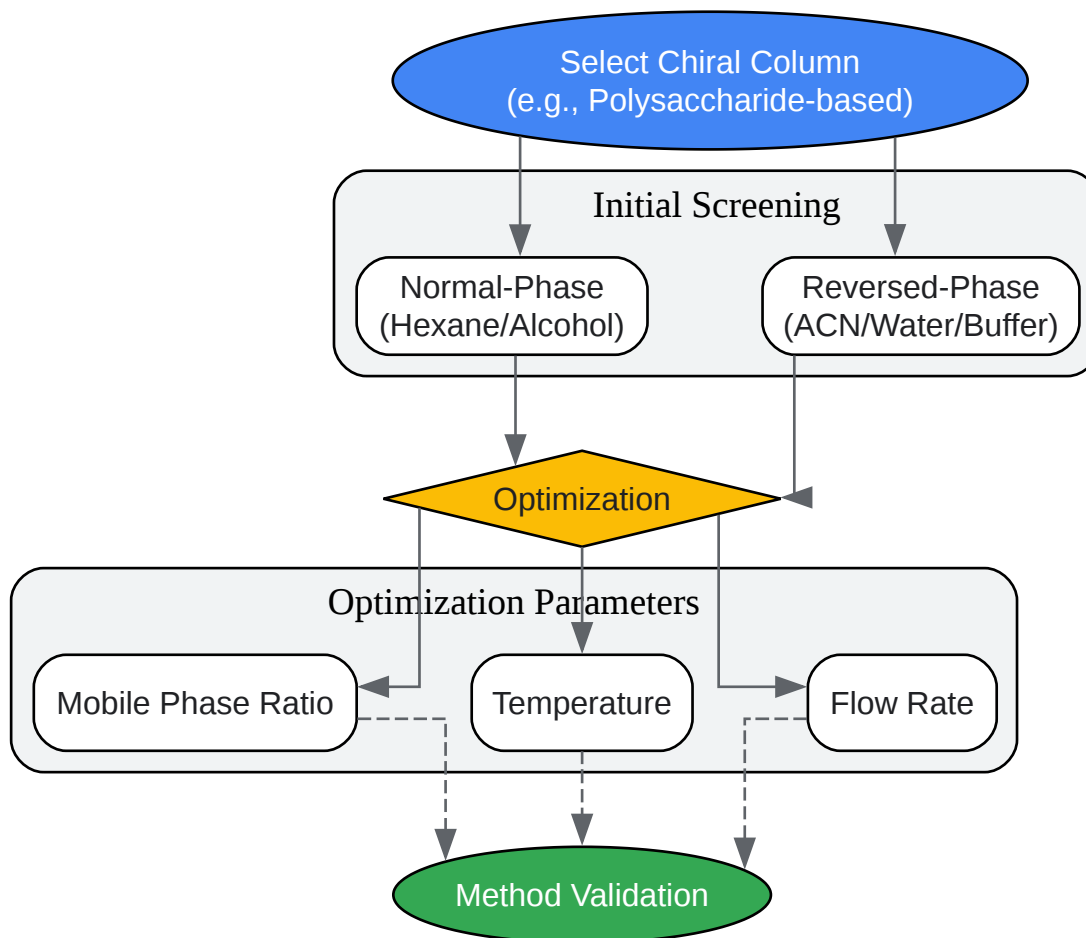 Select Chiral Column
(e.g., Polysaccharide-based)
Initial Screening
Normal-Phase
(Hexane/Alcohol)
Reversed-Phase
(ACN/Water/Buffer)
Optimization
Optimization Parameters
Mobile Phase Ratio
Temperature
Flow Rate
Method Validation